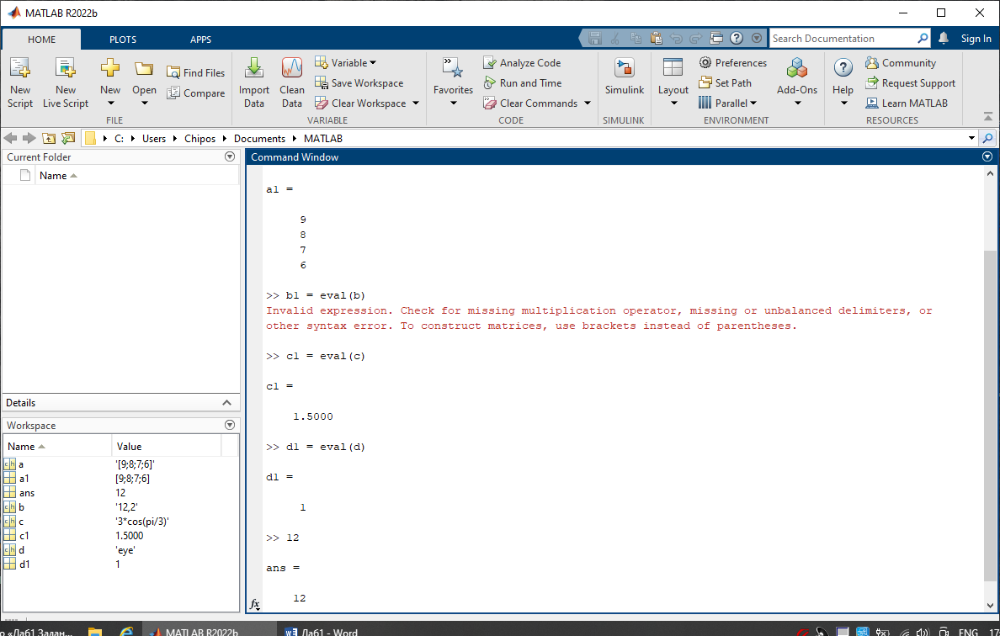 MATLAB R2022b
HOME PLOTS APPS
Search Documentation
Sign In
New Script
New Live Script
New
Open
Find Files
Compare
FILE
Import Data
Clean Data
Variable
Save Workspace
Clear Workspace
VARIABLE
Favorites
Analyze Code
Run and Time
Clear Commands
CODE
Simulink
SIMULINK
Layout
Preferences
Set Path
Parallel
Add-Ons
ENVIRONMENT
Help
Community
Request Support
Learn MATLAB
RESOURCES
C: Users Chipos Documents MATLAB
Current Folder
Name
Details
Workspace
Name Value
a '[9;8;7;6]'
a1 [9;8;7;6]
ans 12
b '12,2'
c '3*cos(pi/3)'
c1 1.5000
d 'eye'
d1 1
Command Window
a1 =
9
8
7
6
>> b1 = eval(b)
Invalid expression. Check for missing multiplication operator, missing or unbalanced delimiters, or
other syntax error. To construct matrices, use brackets instead of parentheses.
>> c1 = eval(c)
c1 =
1.5000
>> d1 = eval(d)
d1 =
1
>> 12
ans =
12
fx
о «Лаб1 Задан...
MATLAB R2022b
Лаб1 - Word
ENG